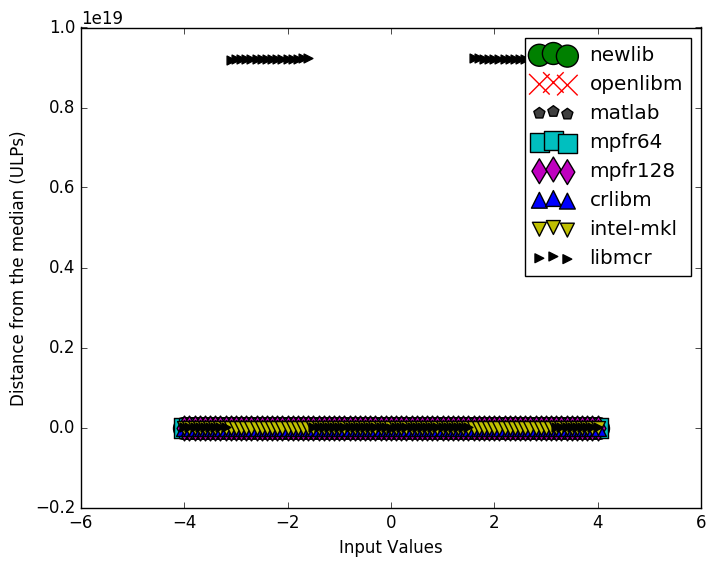 1e19
1.0
0.8
0.6
0.4
0.2
0.0
−0.2
Distance from the median (ULPs)
newlib
openlibm
matlab
mpfr64
mpfr128
crlibm
intel-mkl
libmcr
−6
−4
−2
0
2
4
6
Input Values